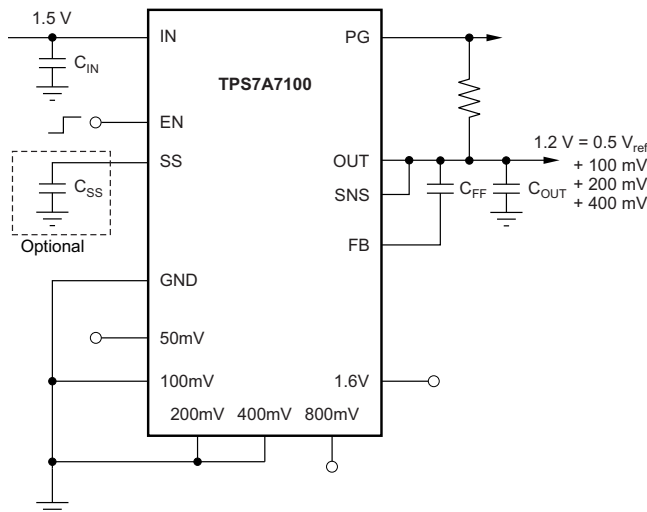 1.5 V
IN
PG
C_IN
TPS7A7100
EN
SS
OUT
1.2 V = 0.5 V_ref
+ 100 mV
+ 200 mV
+ 400 mV
C_SS
SNS
C_FF
C_OUT
Optional
FB
GND
50mV
100mV
1.6V
200mV
400mV
800mV